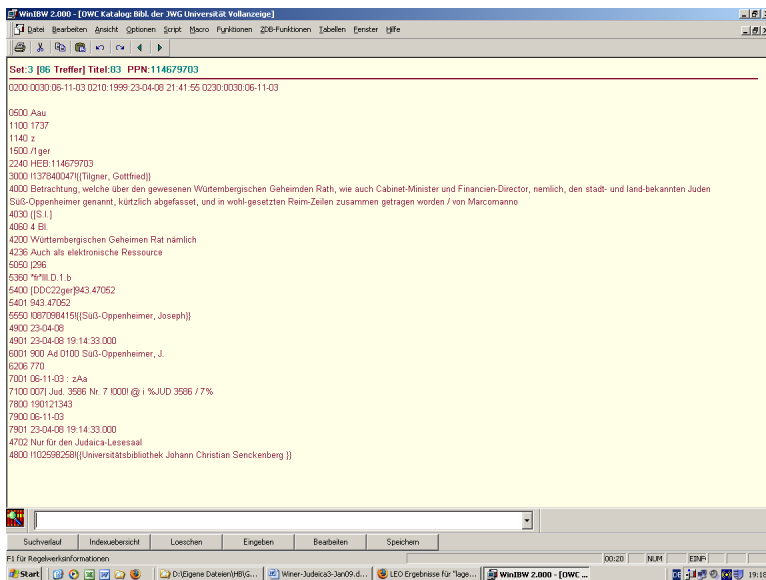 WinIBW 2.000 - [OWC Katalog: Bibl. der JWG Universität Vollanzeige]
Datei Bearbeiten Ansicht Optionen Script Macro Funktionen ZDB-Funktionen Tabellen Fenster Hilfe
Set:3 [86 Treffer] Titel:83 PPN:114679703
0200:0030:06-11-03 0210:1999:23-04-08 21:41:55 0230:0030:06-11-03
0500 Aau
1100 1737
1140 z
1500 /1ger
2240 HEB:114679703
3000 !137840047!{{Tilgner, Gottfried}}
4000 Betrachtung, welche über den gewesenen Würtembergischen Geheimden Rath, wie auch Cabinet-Minister und Financien-Director, nemlich, den stadt- und land-bekannten Juden
Süß-Oppenheimer genannt, kürtzlich abgefasset, und in wohl-gesetzten Reim-Zeilen zusammen getragen worden / von Marcomanno
4030 ([S.l.]
4060 4 Bl.
4200 Württembergischen Geheimen Rat nämlich
4236 Auch als elektronische Ressource
5050 |296
5360 *fr*III.D.1.b
5400 [DDC22ger]943.47052
5401 943.47052
5550 !087098415!{{Süß-Oppenheimer, Joseph}}
4900 23-04-08
4901 23-04-08 19:14:33.000
6001 900 Ad 0100 Süß-Oppenheimer, J.
6206 770
7001 06-11-03 : zAa
7100 007| Jud. 3586 Nr. 7 !000! @ i %JUD 3586 / 7%
7800 190121343
7900 06-11-03
7901 23-04-08 19:14:33.000
4702 Nur für den Judaica-Lesesaal
4800 !102598258!{{Universitätsbibliothek Johann Christian Senckenberg }}
Suchverlauf Indexuebersicht Loeschen Eingeben Bearbeiten Speichern
F1 für Regelwerksinformationen 00:20 NUM EINF
Start D:\Eigene Dateien\HB\G... Winer-Judeica3-Jan09.d... LEO Ergebnisse für "lage... WinIBW 2.000 - [OWC ... DE 19:18